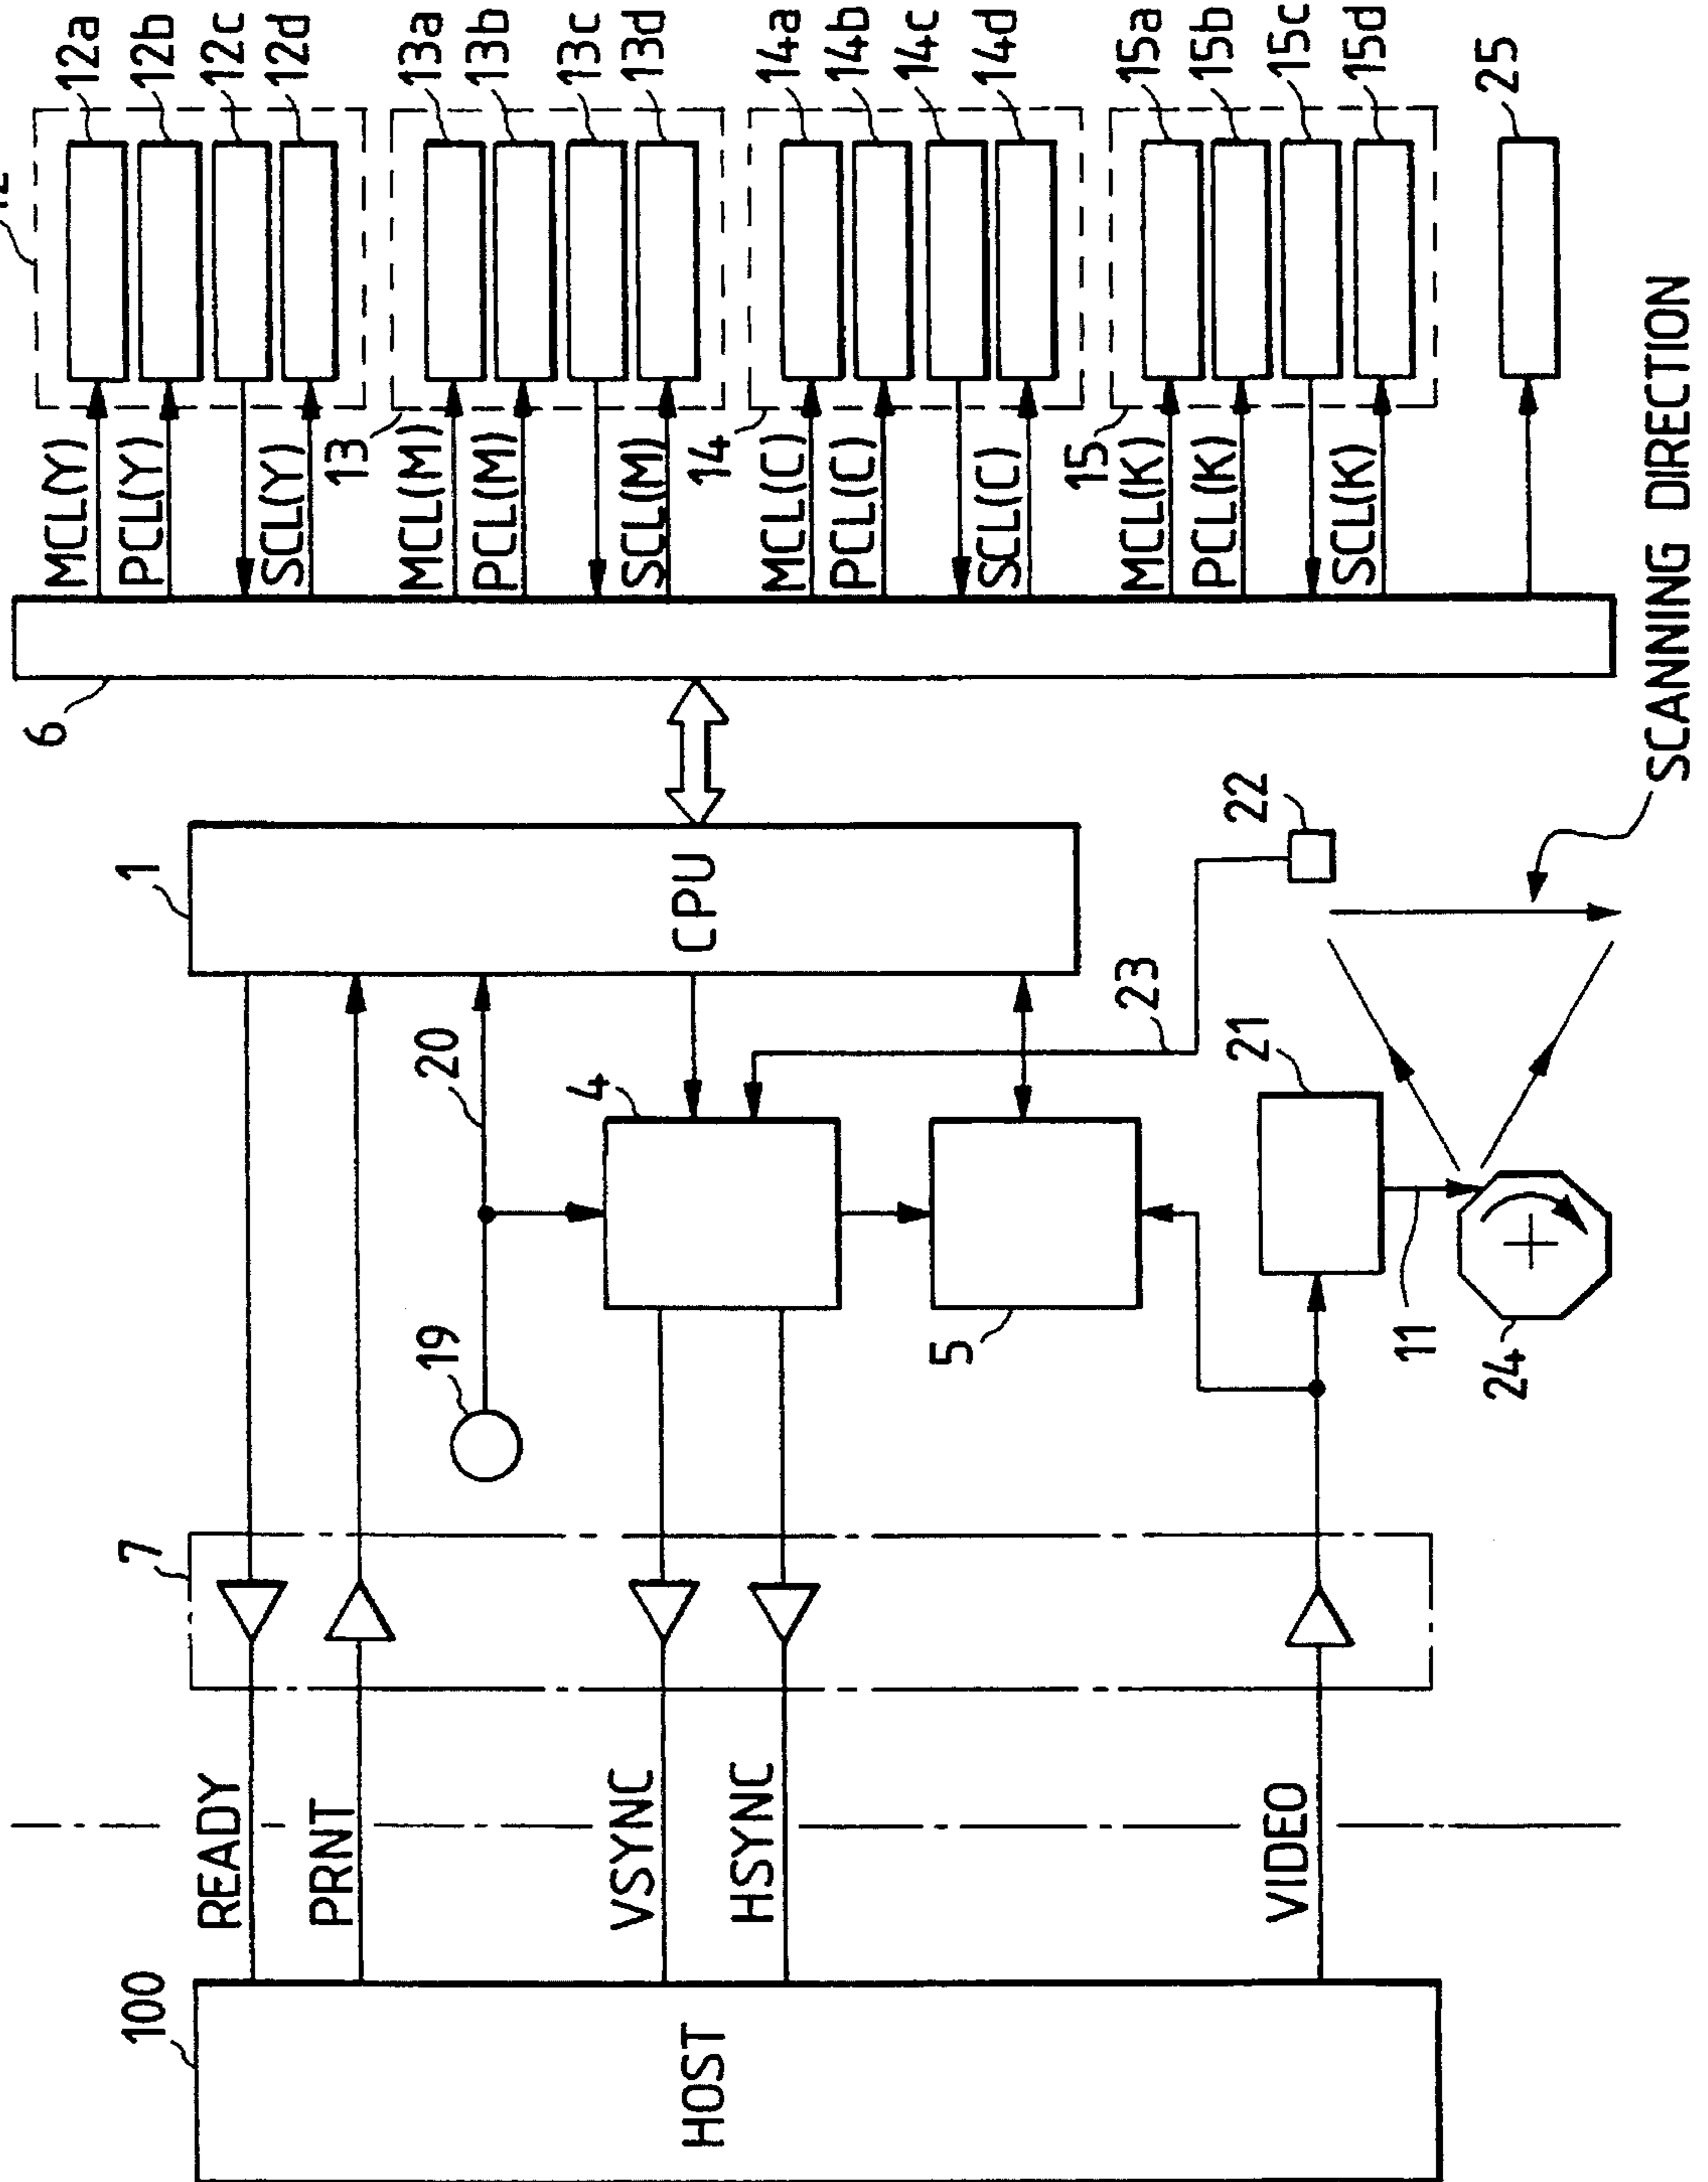 12a
12b
12c
12d
13a
13b
13c
13d
14a
14b
14c
14d
15a
15b
15c
15d
25
MCL(Y)
PCL(Y)
SCL(Y)
13
MCL(M)
PCL(M)
SCL(M)
14
MCL(C)
PCL(C)
SCL(C)
15
MCL(K)
PCL(K)
SCL(K)
6
SCANNING DIRECTION
1
CPU
22
20
23
4
21
19
5
11
24
7
READY
PRNT
VSYNC
HSYNC
VIDEO
100
HOST